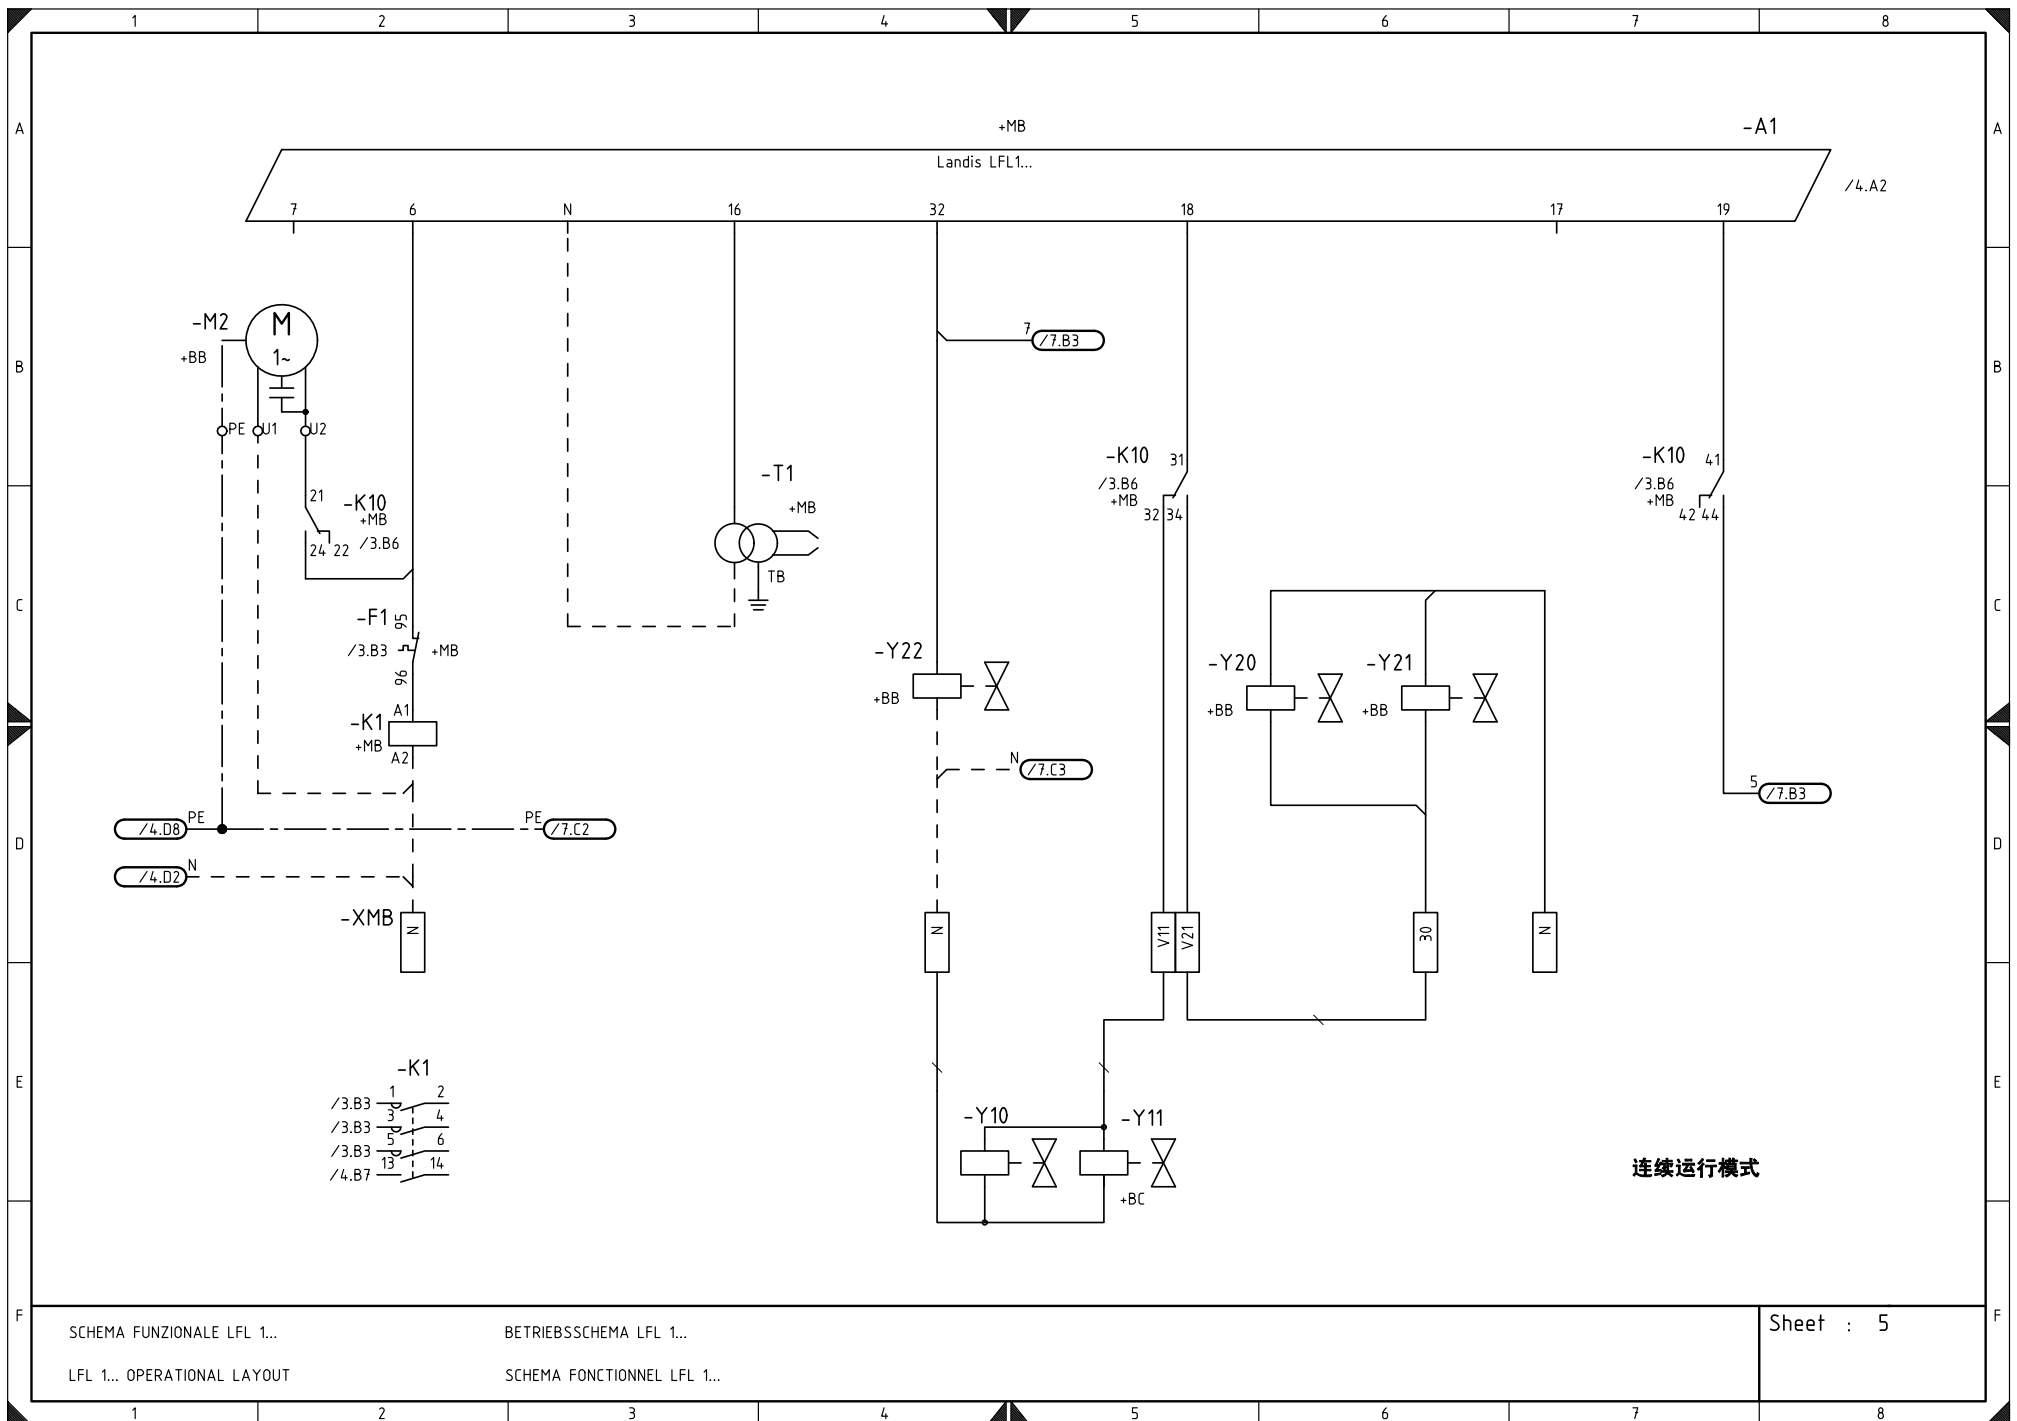 1 2 3 4 5 6 7 8
A A
+MB
-A1
Landis LFL1...
/4.A2
7 6 N 16 32 18 17 19
-M2
M
1~
+BB
7
/7.B3
B B
PE U1 U2
-K10
31
/3.B6
+MB
32 34
-K10
41
/3.B6
+MB
42 44
-T1
+MB
TB
21
-K10
+MB
/3.B6
24 22
C C
-F1
95
/3.B3
+MB
96
-Y22
+BB
-Y20
+BB
-Y21
+BB
A1
-K1
+MB
A2
N
/7.C3
5
/7.B3
/4.D8
PE
PE
/7.C2
D D
/4.D2
N
-XMB
N N V11 V21 30 N
-K1
E E
/3.B3 1 2
/3.B3 3 4
/3.B3 5 6
/4.B7 13 14
-Y10
-Y11
+BC
连续运行模式
F F
SCHEMA FUNZIONALE LFL 1...
BETRIEBSSCHEMA LFL 1...
Sheet : 5
LFL 1... OPERATIONAL LAYOUT
SCHEMA FONCTIONNEL LFL 1...
1 2 3 4 5 6 7 8